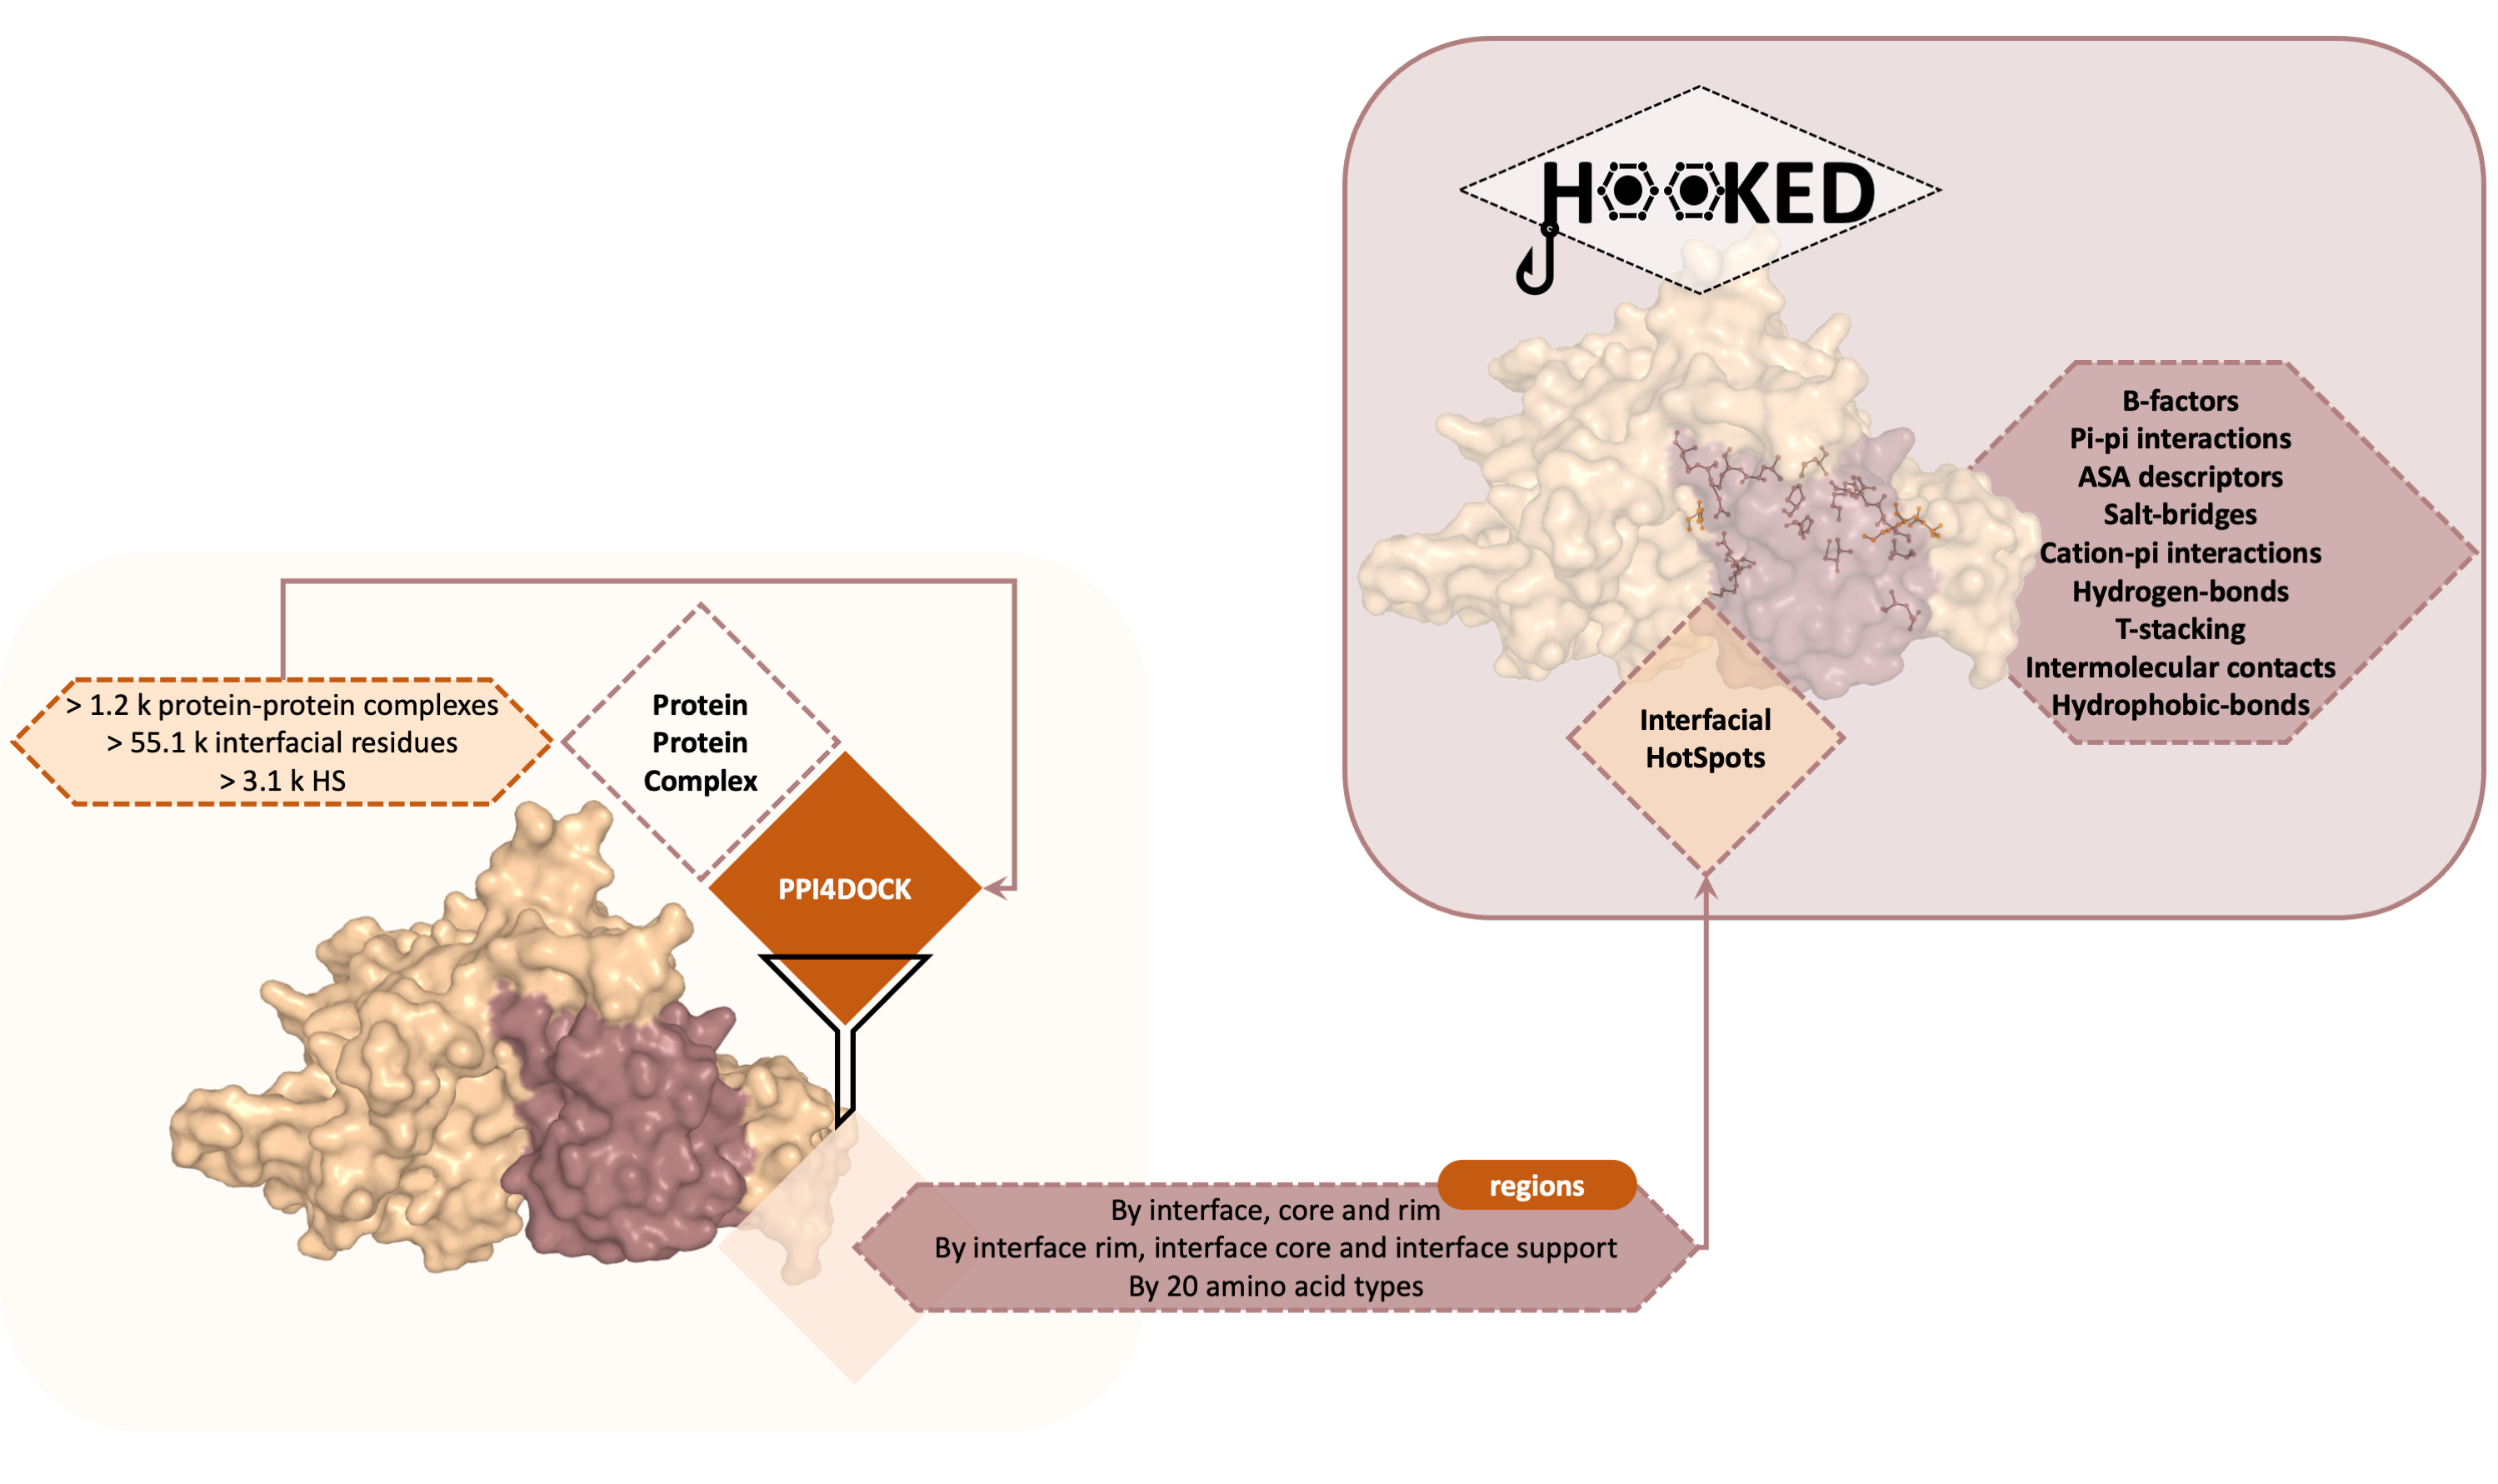 HOOKED
B-factors
Pi-pi interactions
ASA descriptors
Salt-bridges
Cation-pi interactions
Hydrogen-bonds
T-stacking
Intermolecular contacts
Hydrophobic-bonds
Interfacial
HotSpots
> 1.2 k protein-protein complexes
> 55.1 k interfacial residues
> 3.1 k HS
Protein
Protein
Complex
PPI4DOCK
regions
By interface, core and rim
By interface rim, interface core and interface support
By 20 amino acid types